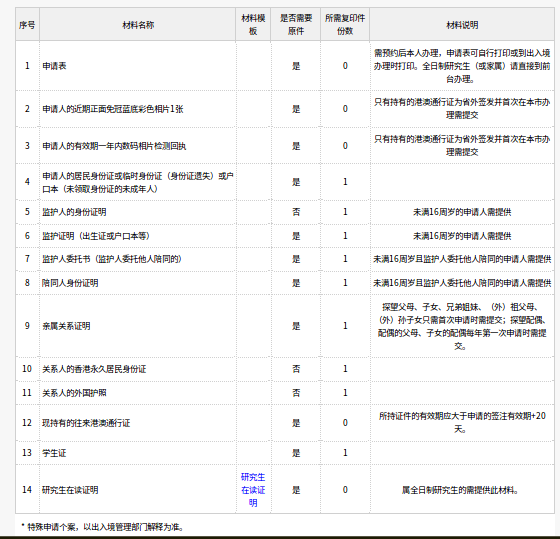 序号 材料名称 材料模板 是否需要原件 所需复印件份数 材料说明
1 申请表 是 0 需预约后本人办理，申请表可自行打印或到出入境办理时打印。全日制研究生（或家属）请直接到前台办理。
2 申请人的近期正面免冠蓝底彩色相片1张 是 0 只有持有的港澳通行证为省外签发并首次在本市办理需提交
3 申请人的有效期一年内数码相片检测回执 是 0 只有持有的港澳通行证为省外签发并首次在本市办理需提交
4 申请人的居民身份证或临时身份证（身份证遗失）或户口本（未领取身份证的未成年人） 是 1
5 监护人的身份证明 否 1 未满16周岁的申请人需提供
6 监护证明（出生证或户口本等） 是 1 未满16周岁的申请人需提供
7 监护人委托书（监护人委托他人陪同的） 是 1 未满16周岁且监护人委托他人陪同的申请人需提供
8 陪同人身份证明 是 1 未满16周岁且监护人委托他人陪同的申请人需提供
9 亲属关系证明 是 1 探望父母、子女、兄弟姐妹、（外）祖父母、（外）孙子女只需首次申请时需提交；探望配偶、配偶的父母、子女的配偶每年第一次申请时需提交。
10 关系人的香港永久居民身份证 否 1
11 关系人的外国护照 否 1
12 现持有的往来港澳通行证 是 0 所持证件的有效期应大于申请的签注有效期+20天。
13 学生证 是 1
14 研究生在读证明 研究生在读证明 是 0 属全日制研究生的需提供此材料。
* 特殊申请个案，以出入境管理部门解释为准。